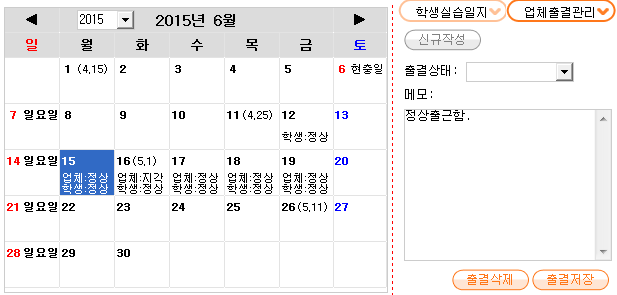 ◀ 2015 2015년 6월 ▶
일 월 화 수 목 금 토
1 (4,15) 2 3 4 5 6 현충일
7 일요일 8 9 10 11 (4,25) 12 13
학생:정상
14 일요일 15 16 (5,1) 17 18 19 20
업체:정상 업체:지각 업체:정상 업체:정상 업체:정상
학생:정상 학생:정상 학생:정상 학생:정상 학생:정상
21 일요일 22 23 24 25 26 (5,11) 27
28 일요일 29 30
학생실습일지 업체출결관리
신규작성
출결상태:
메모:
정상출근함.
출결삭제 출결저장